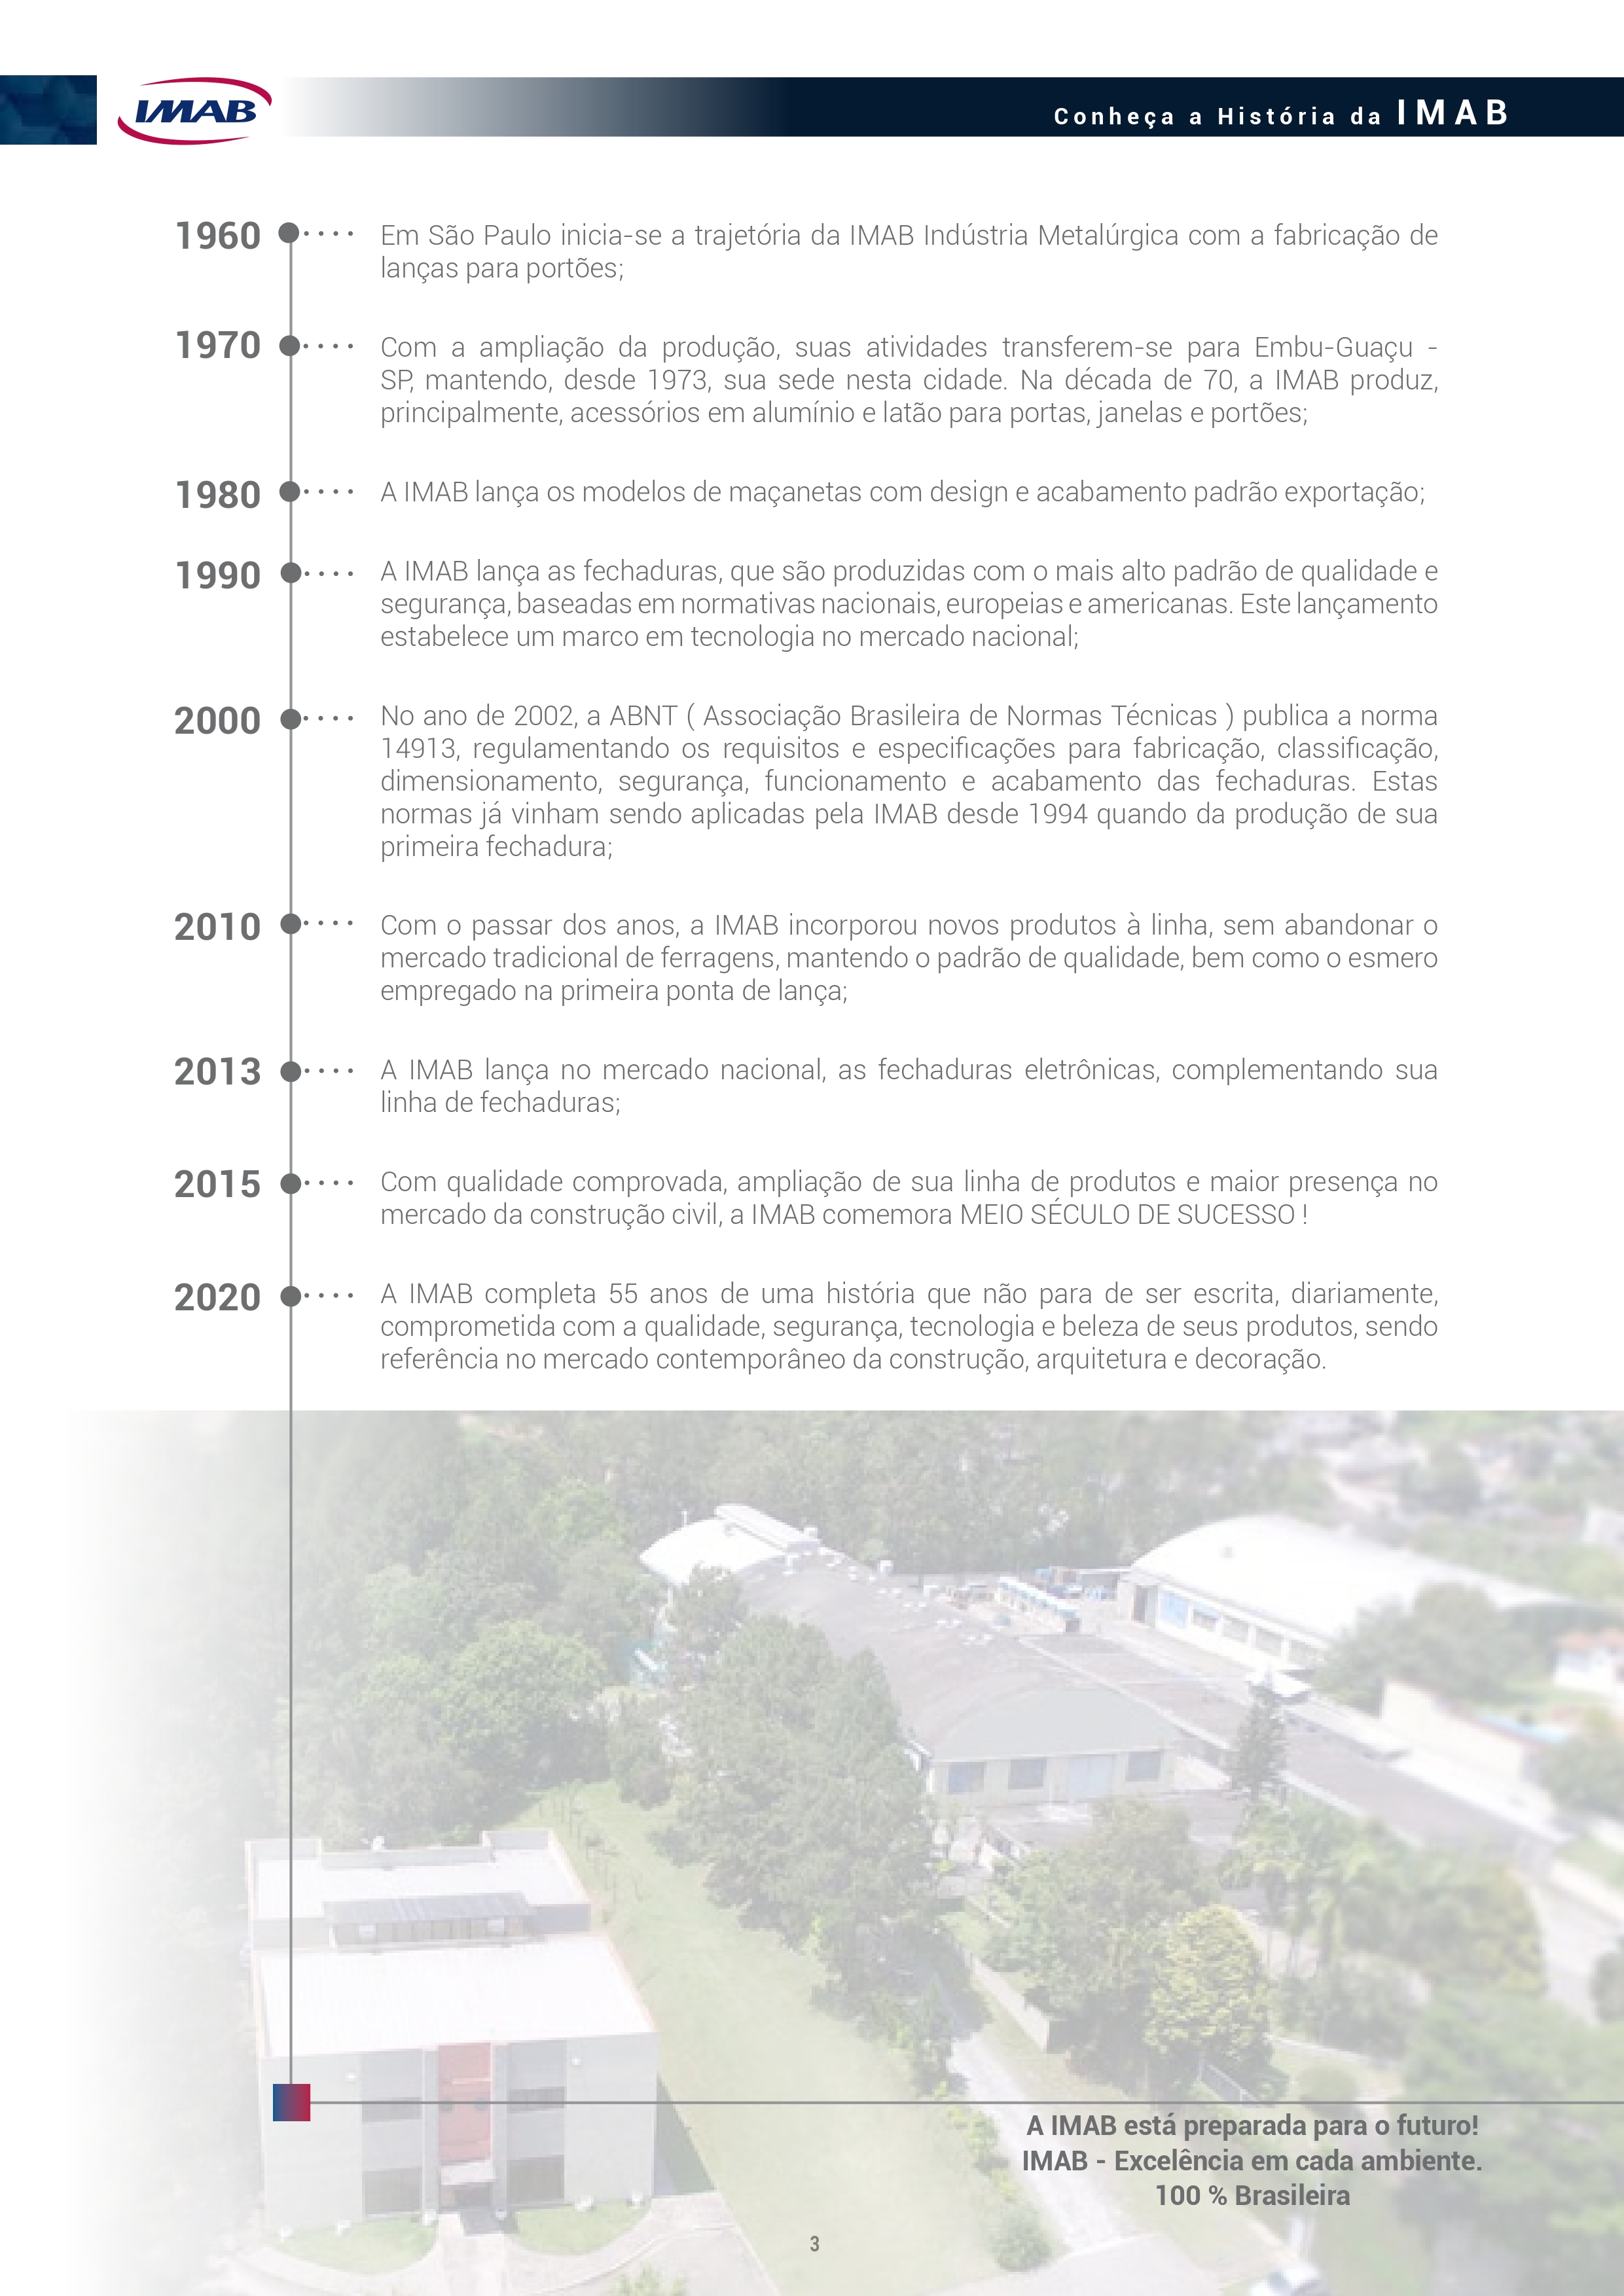 IMAB
Conheça a História da IMAB
1960
Em São Paulo inicia-se a trajetória da IMAB Indústria Metalúrgica com a fabricação de
lanças para portões;
1970
Com a ampliação da produção, suas atividades transferem-se para Embu-Guaçu -
SP, mantendo, desde 1973, sua sede nesta cidade. Na década de 70, a IMAB produz,
principalmente, acessórios em alumínio e latão para portas, janelas e portões;
1980
A IMAB lança os modelos de maçanetas com design e acabamento padrão exportação;
1990
A IMAB lança as fechaduras, que são produzidas com o mais alto padrão de qualidade e
segurança, baseadas em normativas nacionais, europeias e americanas. Este lançamento
estabelece um marco em tecnologia no mercado nacional;
2000
No ano de 2002, a ABNT ( Associação Brasileira de Normas Técnicas ) publica a norma
14913, regulamentando os requisitos e especificações para fabricação, classificação,
dimensionamento, segurança, funcionamento e acabamento das fechaduras. Estas
normas já vinham sendo aplicadas pela IMAB desde 1994 quando da produção de sua
primeira fechadura;
2010
Com o passar dos anos, a IMAB incorporou novos produtos à linha, sem abandonar o
mercado tradicional de ferragens, mantendo o padrão de qualidade, bem como o esmero
empregado na primeira ponta de lança;
2013
A IMAB lança no mercado nacional, as fechaduras eletrônicas, complementando sua
linha de fechaduras;
2015
Com qualidade comprovada, ampliação de sua linha de produtos e maior presença no
mercado da construção civil, a IMAB comemora MEIO SÉCULO DE SUCESSO !
2020
A IMAB completa 55 anos de uma história que não para de ser escrita, diariamente,
comprometida com a qualidade, segurança, tecnologia e beleza de seus produtos, sendo
referência no mercado contemporâneo da construção, arquitetura e decoração.
A IMAB está preparada para o futuro!
IMAB - Excelência em cada ambiente.
100 % Brasileira
3